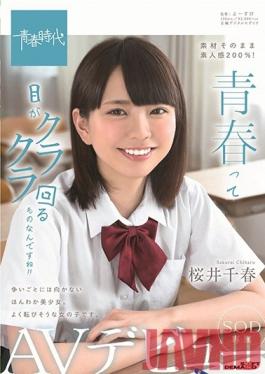 青春時代
素材そのまま
素人感200%!
青春って
目がクラクラ回る
ものなんですね!!
桜井千春
Sakurai Chiharu
争いごとには向かない
ほんわか美少女。
よく転びそうな女の子です。
AVデビュー
SOD